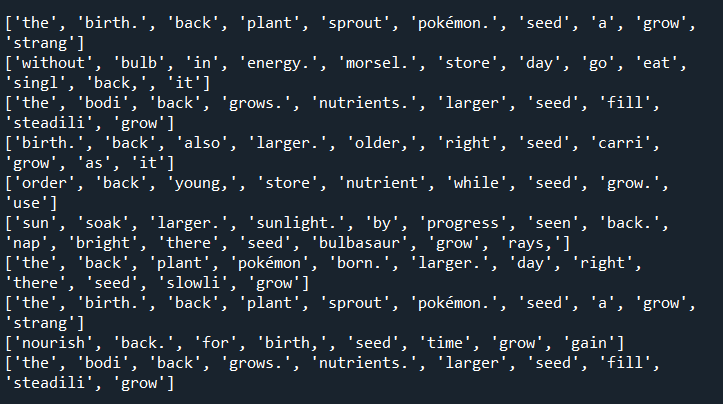 ['the', 'birth.', 'back', 'plant', 'sprout', 'pokémon.', 'seed', 'a', 'grow',
'strang']
['without', 'bulb', 'in', 'energy.', 'morsel.', 'store', 'day', 'go', 'eat',
'singl', 'back,', 'it']
['the', 'bodi', 'back', 'grows.', 'nutrients.', 'larger', 'seed', 'fill',
'steadili', 'grow']
['birth.', 'back', 'also', 'larger.', 'older,', 'right', 'seed', 'carri',
'grow', 'as', 'it']
['order', 'back', 'young,', 'store', 'nutrient', 'while', 'seed', 'grow.',
'use']
['sun', 'soak', 'larger.', 'sunlight.', 'by', 'progress', 'seen', 'back.',
'nap', 'bright', 'there', 'seed', 'bulbasaur', 'grow', 'rays,']
['the', 'back', 'plant', 'pokémon', 'born.', 'larger.', 'day', 'right',
'there', 'seed', 'slowli', 'grow']
['the', 'birth.', 'back', 'plant', 'sprout', 'pokémon.', 'seed', 'a', 'grow',
'strang']
['nourish', 'back.', 'for', 'birth,', 'seed', 'time', 'grow', 'gain']
['the', 'bodi', 'back', 'grows.', 'nutrients.', 'larger', 'seed', 'fill',
'steadili', 'grow']